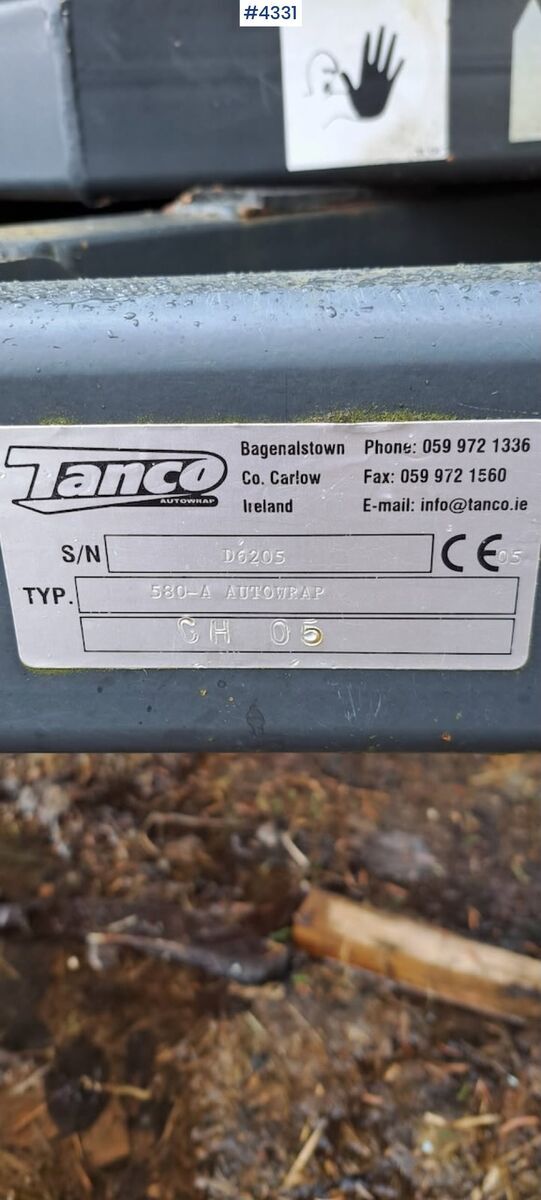 #4331
Tanco
AUTOWRAP
Bagenalstown Phone: 059 972 1336
Co. Carlow Fax: 059 972 1560
Ireland E-mail: info@tanco.ie
S/N D6205 CE 05
TYP. 580-A AUTOWRAP
CH 05